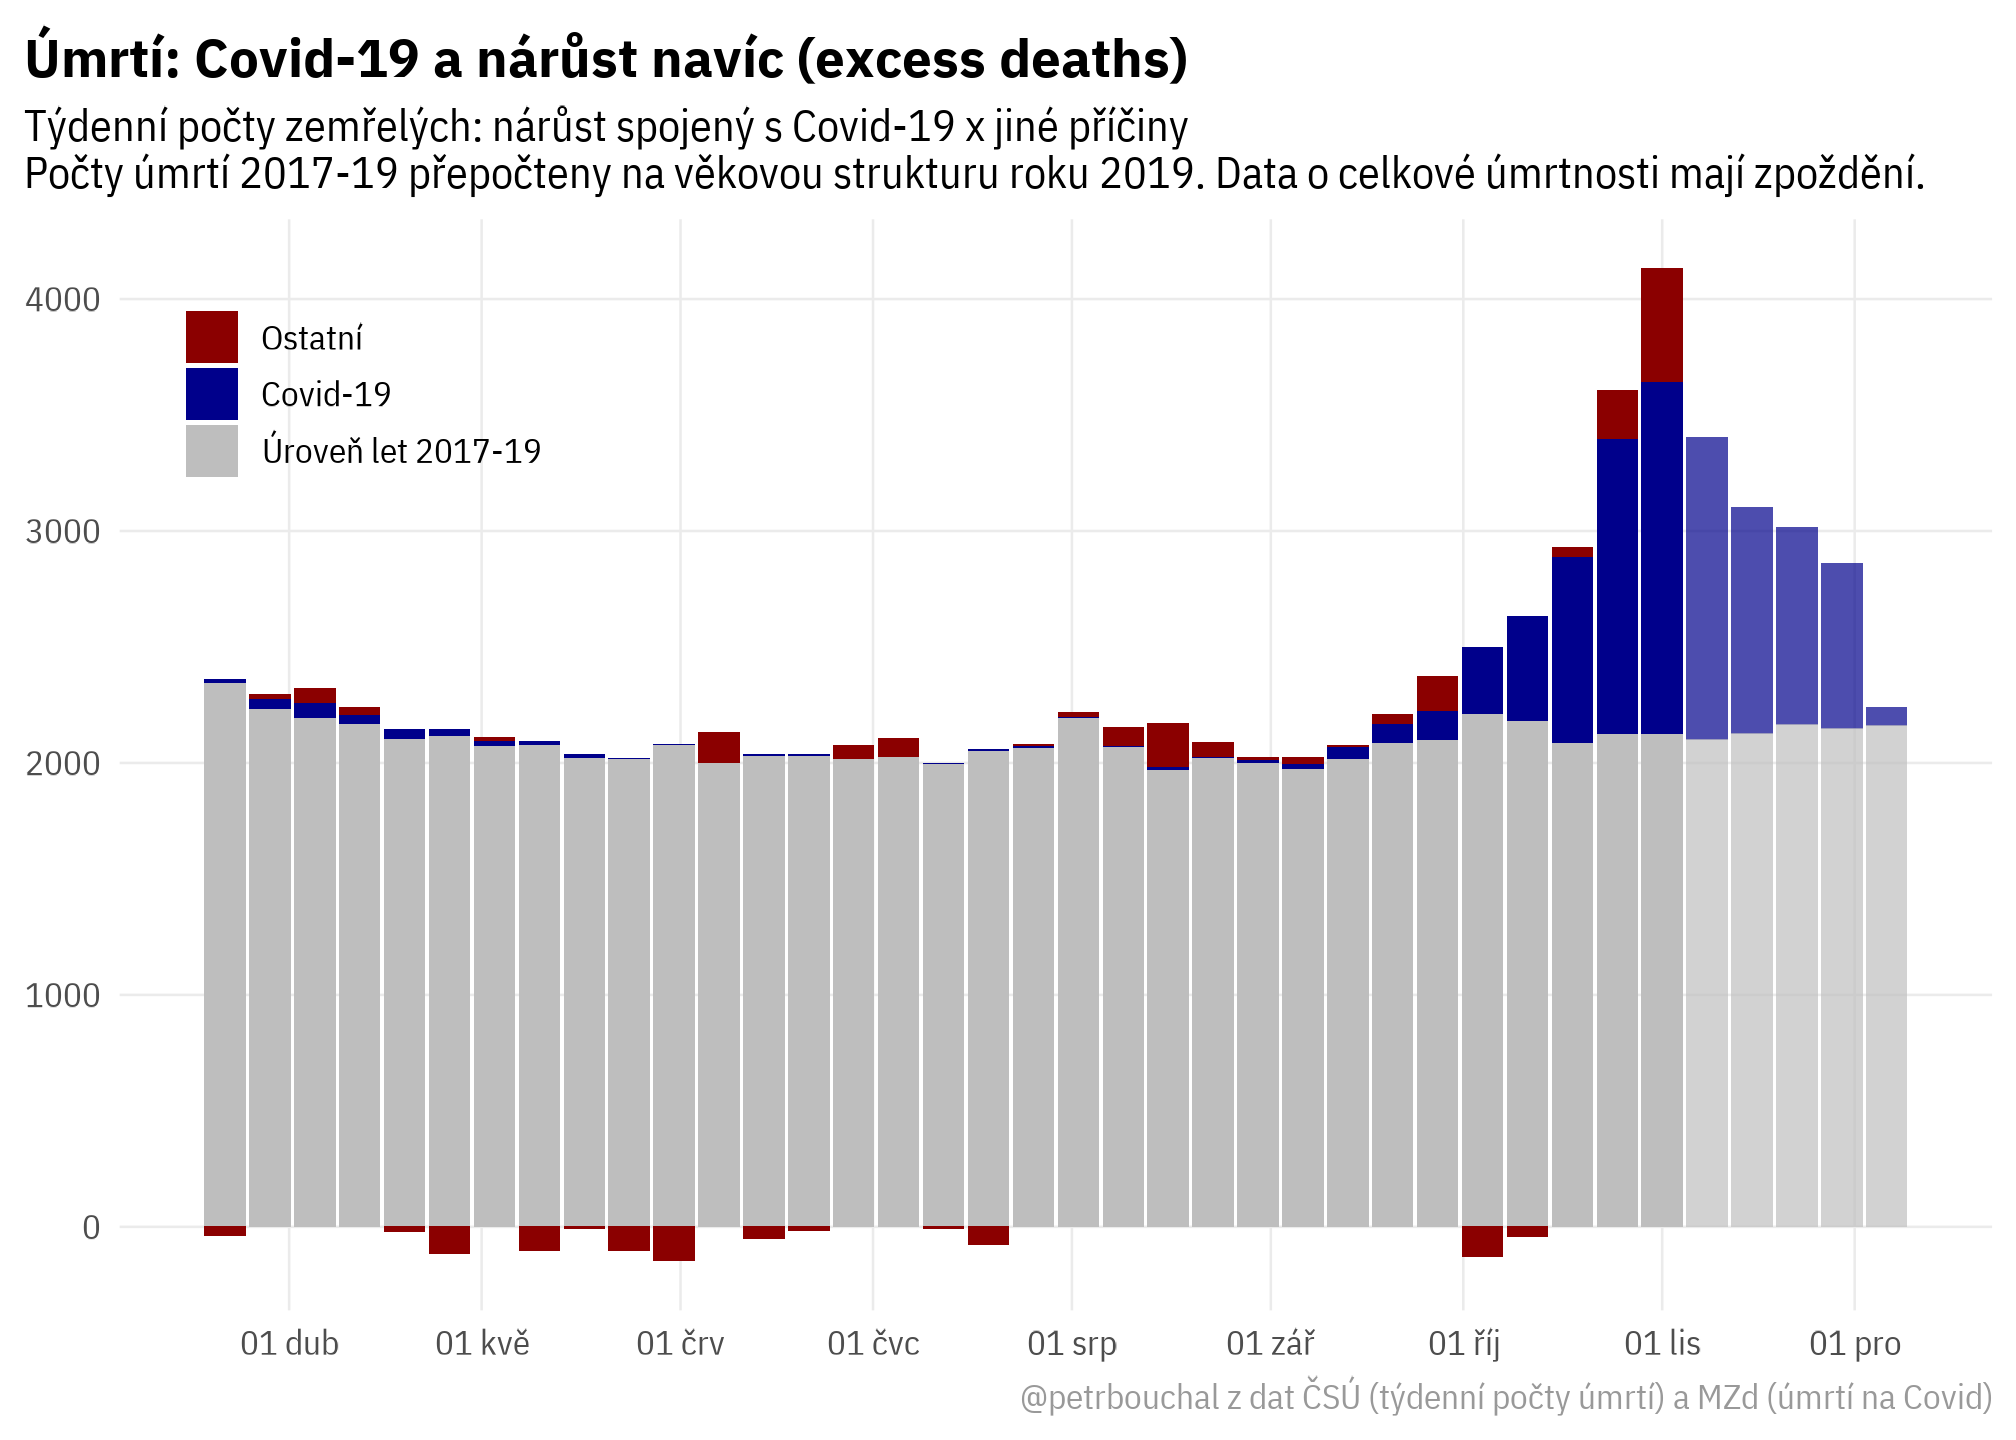 Úmrtí: Covid-19 a nárůst navíc (excess deaths)
Týdenní počty zemřelých: nárůst spojený s Covid-19 x jiné příčiny
Počty úmrtí 2017-19 přepočteny na věkovou strukturu roku 2019. Data o celkové úmrtnosti mají zpoždění.
4000
3000
2000
1000
0
Ostatní
Covid-19
Úroveň let 2017-19
01 dub
01 kvě
01 črv
01 čvc
01 srp
01 zář
01 říj
01 lis
01 pro
@petrbouchal z dat ČSÚ (týdenní počty úmrtí) a MZd (úmrtí na Covid)